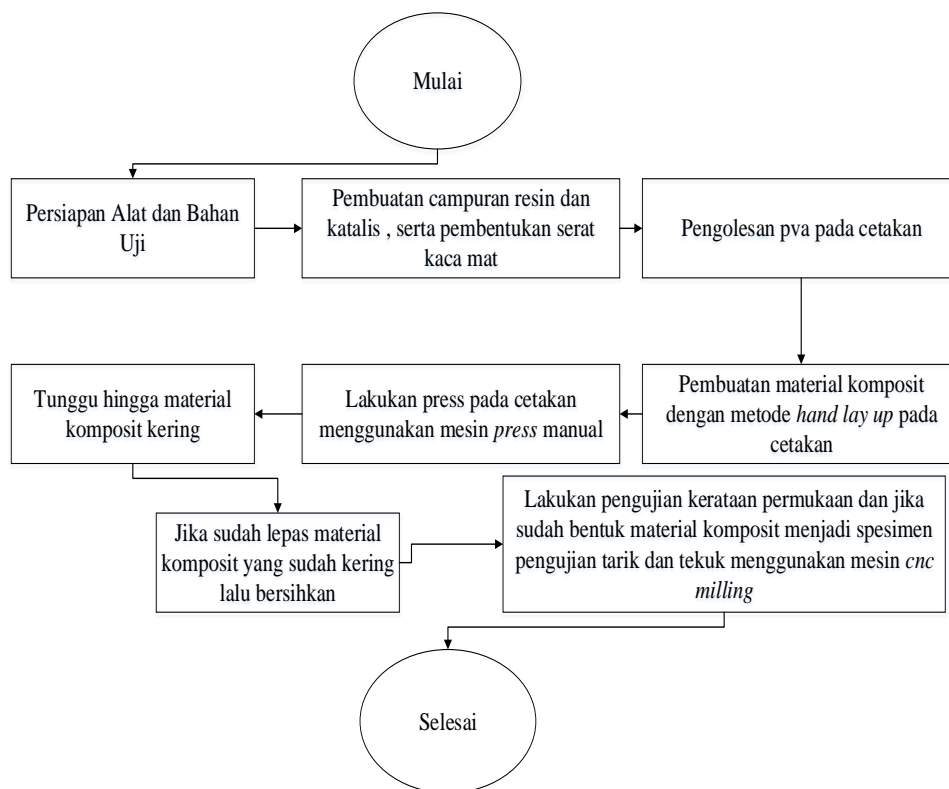 Mulai
Persiapan Alat dan Bahan
Uji
Pembuatan campuran resin dan
katalis , serta pembentukan serat
kaca mat
Pengolesan pva pada cetakan
Pembuatan material komposit
dengan metode hand lay up pada
cetakan
Lakukan press pada cetakan
menggunakan mesin press manual
Tunggu hingga material
komposit kering
Jika sudah lepas material
komposit yang sudah kering
lalu bersihkan
Lakukan pengujian kerataan permukaan dan jika
sudah bentuk material komposit menjadi spesimen
pengujian tarik dan tekuk menggunakan mesin cnc
milling
Selesai